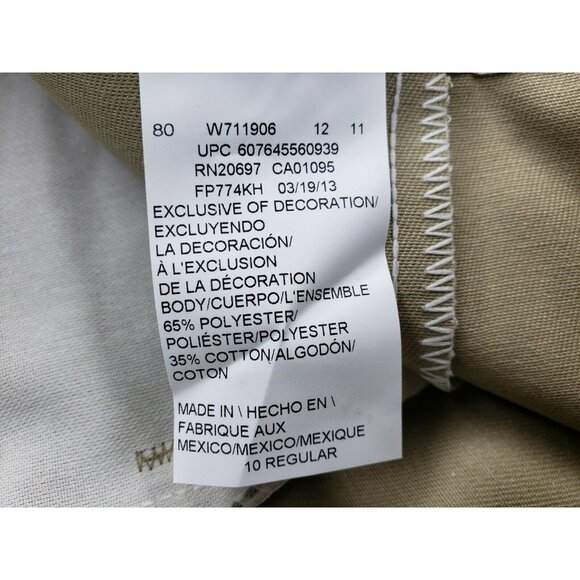 80 W711906 12 11
UPC 607645560939
RN20697 CA01095
FP774KH 03/19/13
EXCLUSIVE OF DECORATION/
EXCLUYENDO
LA DECORACIÓN/
À L'EXCLUSION
DE LA DÉCORATION
BODY/CUERPO/L'ENSEMBLE
65% POLYESTER/
POLIÉSTER/POLYESTER
35% COTTON/ALGODÓN/
COTON
MADE IN \ HECHO EN \
FABRIQUE AUX
MEXICO/MEXICO/MEXIQUE
10 REGULAR